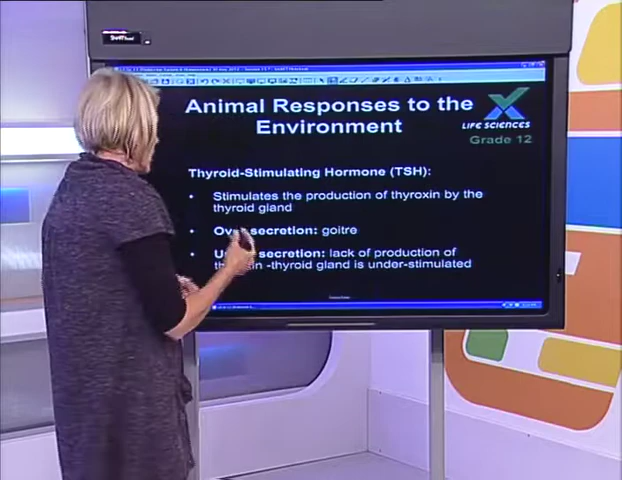 Animal Responses to the
Environment
LIFE SCIENCES
Grade 12
Thyroid-Stimulating Hormone (TSH):
• Stimulates the production of thyroxin by the
thyroid gland
• secretion: goitre
• secretion: lack of production of
-thyroid gland is under-stimulated